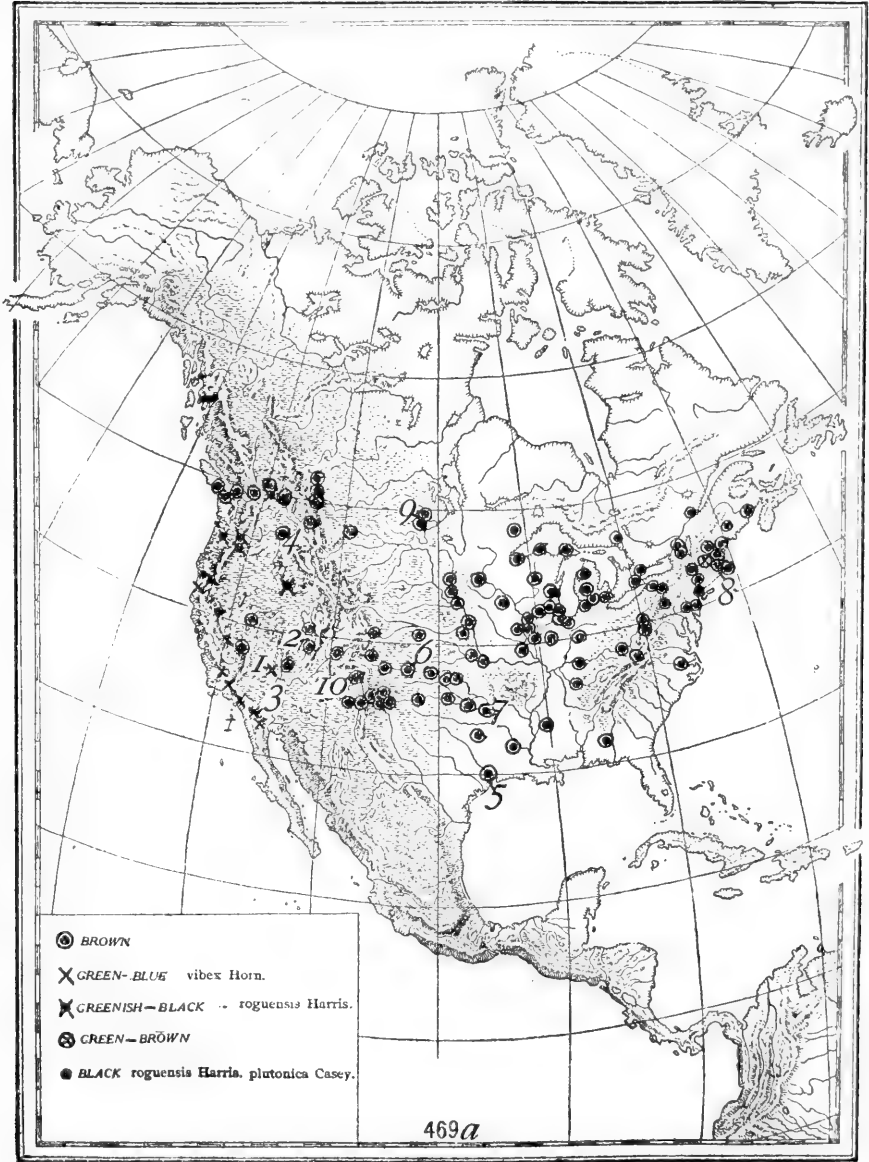 9
4
8
2
1
6
10
3
7
1
5
BROWN
GREEN-BLUE vibex Horn.
GREENISH-BLACK roguensis Harris.
GREEN-BROWN
BLACK roguensis Harris, plutonica Casey.
469a